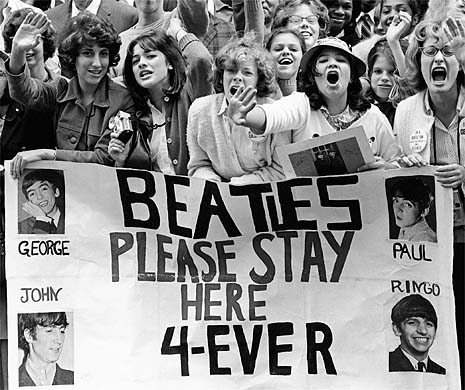 BEATLES
PLEASE STAY
HERE
4-EVER
GEORGE
PAUL
JOHN
RINGO